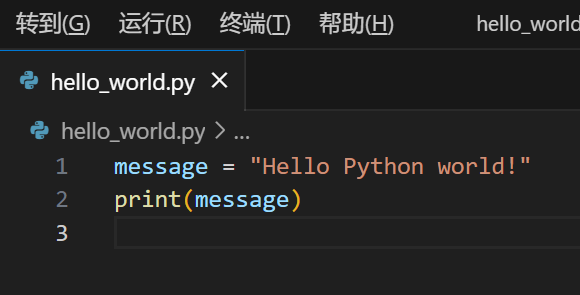 转到(G) 运行(R) 终端(T) 帮助(H) hello_world
hello_world.py ×
hello_world.py > ...
1 message = "Hello Python world!"
2 print(message)
3